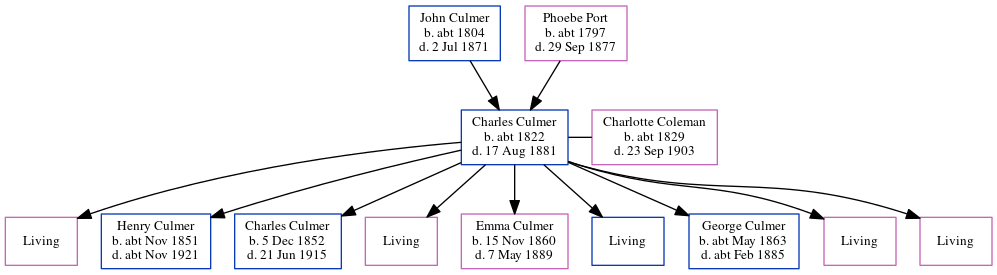 John Culmer
b. abt 1804
d. 2 Jul 1871
Phoebe Port
b. abt 1797
d. 29 Sep 1877
Charles Culmer
b. abt 1822
d. 17 Aug 1881
Charlotte Coleman
b. abt 1829
d. 23 Sep 1903
Living
Henry Culmer
b. abt Nov 1851
d. abt Nov 1921
Charles Culmer
b. 5 Dec 1852
d. 21 Jun 1915
Living
Emma Culmer
b. 15 Nov 1860
d. 7 May 1889
Living
George Culmer
b. abt May 1863
d. abt Feb 1885
Living
Living